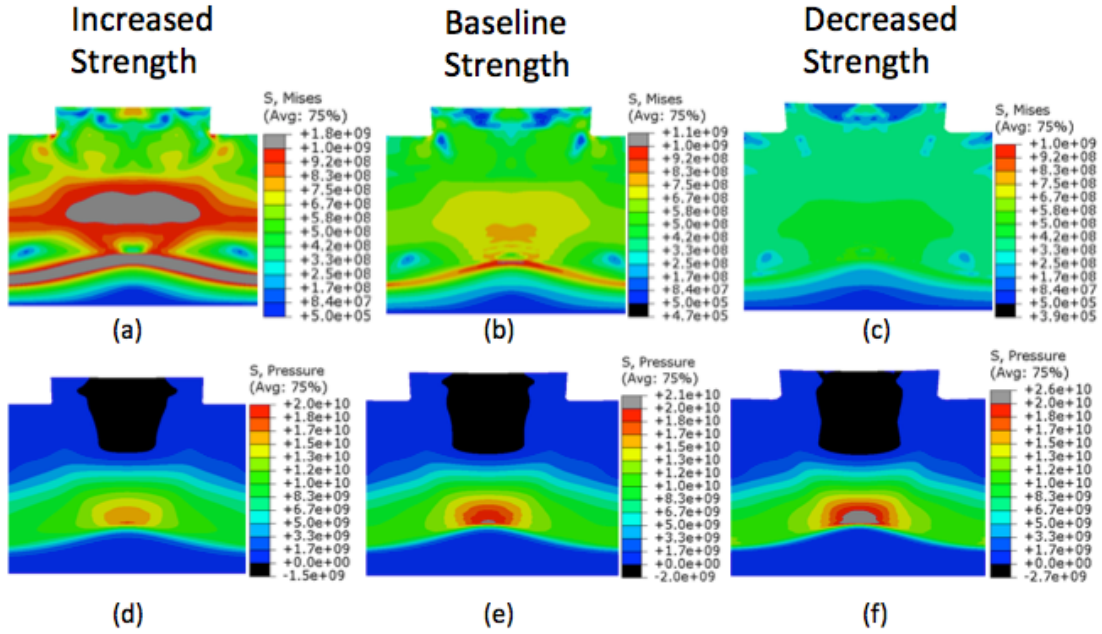 Increased
Strength
Baseline
Strength
Decreased
Strength
S, Mises
(Avg: 75%)
+1.8e+09
+1.0e+09
+9.2e+08
+8.4e+08
+7.5e+08
+6.7e+08
+5.8e+08
+5.0e+08
+4.2e+08
+3.3e+08
+2.5e+08
+1.7e+08
+8.4e+07
+5.0e+05
S, Mises
(Avg: 75%)
+1.1e+09
+1.0e+09
+9.2e+08
+8.4e+08
+7.5e+08
+6.7e+08
+5.8e+08
+5.0e+08
+4.2e+08
+3.3e+08
+2.5e+08
+1.7e+08
+8.4e+07
+5.0e+05
+4.7e+05
S, Mises
(Avg: 75%)
+1.0e+09
+9.2e+08
+8.4e+08
+7.5e+08
+6.7e+08
+5.8e+08
+5.0e+08
+4.2e+08
+3.3e+08
+2.5e+08
+1.7e+08
+8.4e+07
+5.0e+05
+3.9e+05
(a)
(b)
(c)
S, Pressure
(Avg: 75%)
+2.0e+10
+1.8e+10
+1.7e+10
+1.5e+10
+1.3e+10
+1.2e+10
+1.0e+10
+8.3e+09
+6.7e+09
+5.0e+09
+3.3e+09
+1.7e+09
+0.0e+00
-1.5e+09
S, Pressure
(Avg: 75%)
+2.1e+10
+2.0e+10
+1.8e+10
+1.7e+10
+1.5e+10
+1.3e+10
+1.2e+10
+1.0e+10
+8.3e+09
+6.7e+09
+5.0e+09
+3.3e+09
+1.7e+09
+0.0e+00
-2.0e+09
S, Pressure
(Avg: 75%)
+2.6e+10
+2.0e+10
+1.8e+10
+1.7e+10
+1.5e+10
+1.3e+10
+1.2e+10
+1.0e+10
+8.3e+09
+6.7e+09
+5.0e+09
+3.3e+09
+1.7e+09
+0.0e+00
-2.7e+09
(d)
(e)
(f)